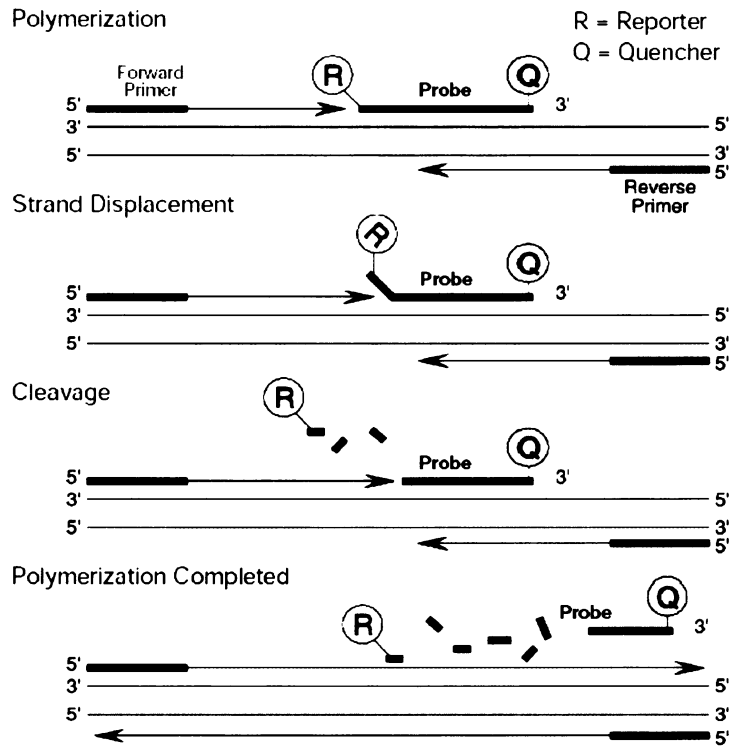 Polymerization
R = Reporter
Q = Quencher
Forward
Primer
R
Probe
Q
5'
3'
3'
5'
5'
3'
5'
Reverse
Primer
Strand Displacement
R
Probe
Q
5'
3'
3'
5'
5'
3'
5'
Cleavage
R
Probe
Q
5'
3'
3'
5'
5'
3'
5'
Polymerization Completed
R
Probe
Q
3'
5'
3'
5'
5'
3'
5'